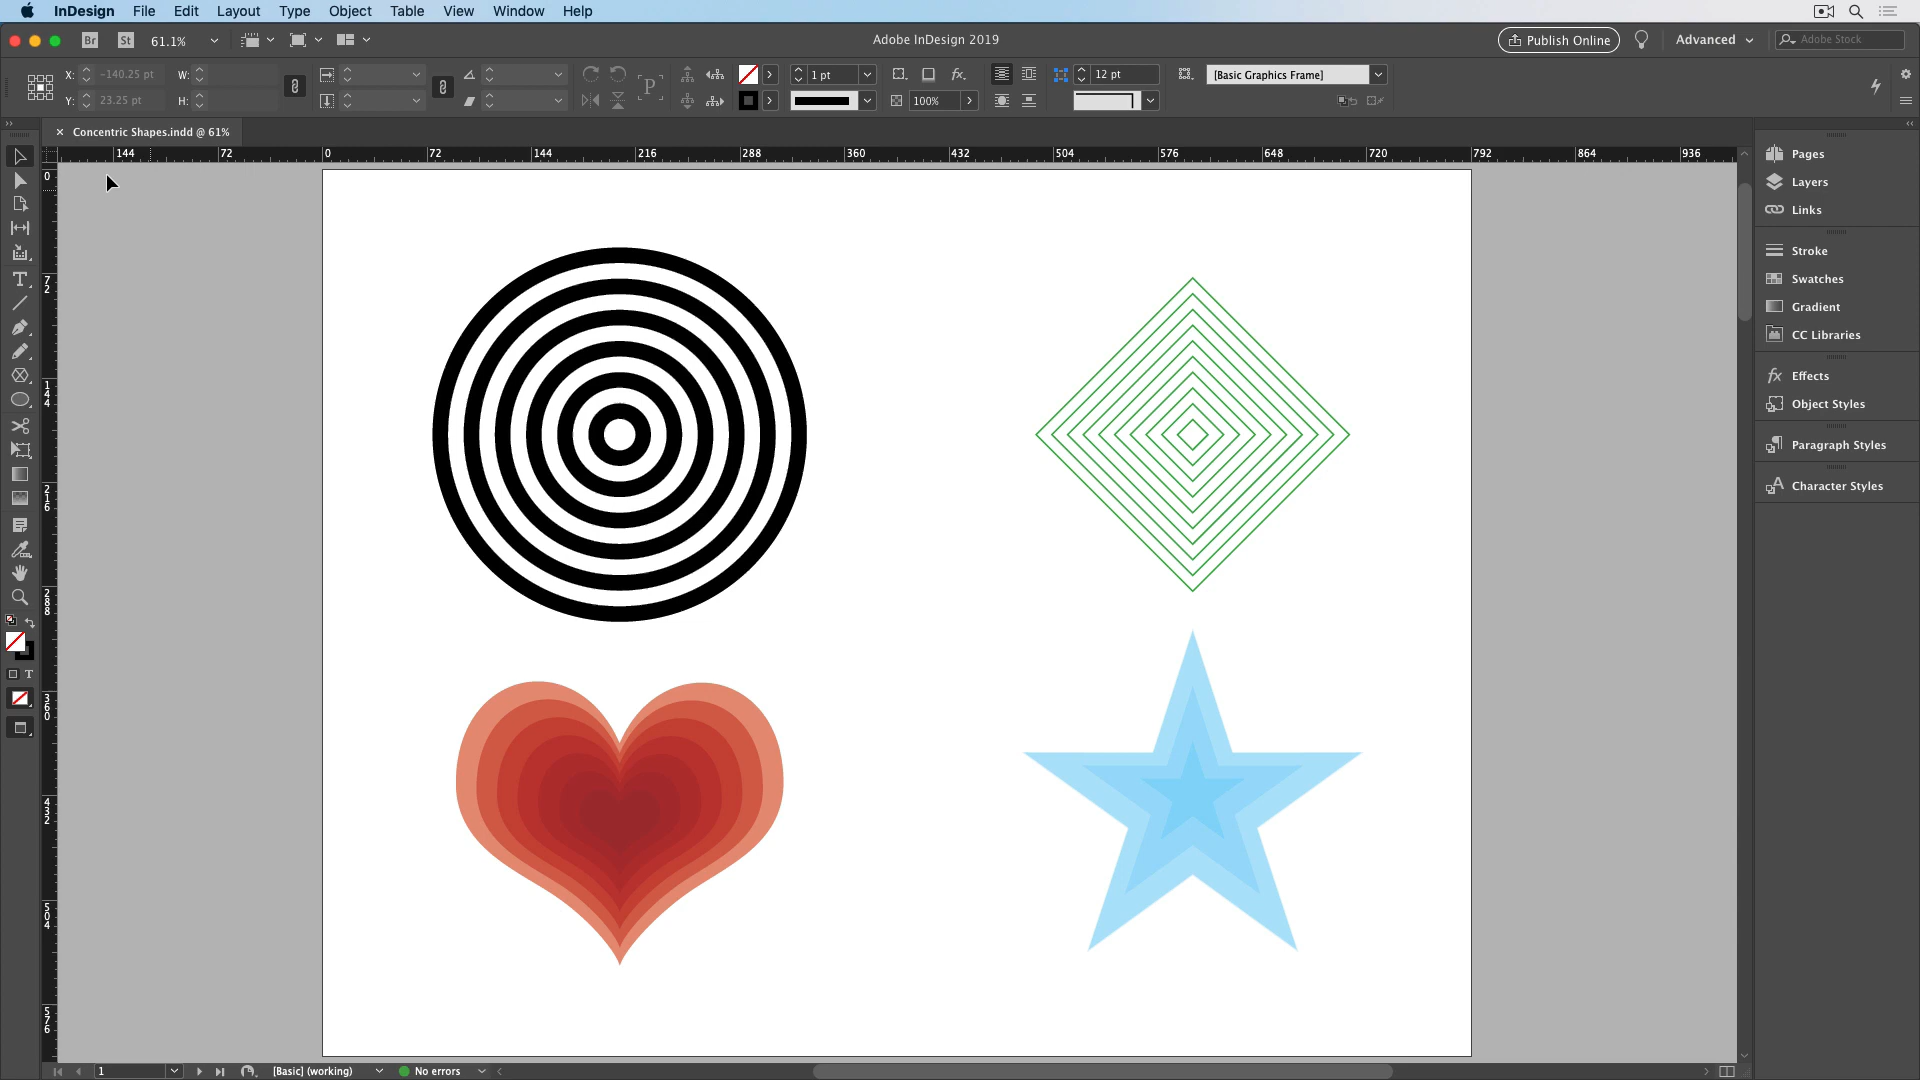 InDesign File Edit Layout Type Object Table View Window Help
Br St 61.1% Adobe InDesign 2019 Publish Online Advanced Adobe Stock
X: -140.25 pt W: 1 pt fx. 12 pt [Basic Graphics Frame]
Y: 23.25 pt H: P 100%
× Concentric Shapes.indd @ 61%
144 72 0 72 144 216 288 360 432 504 576 648 720 792 864 936
0
72
144
216
288
360
432
504
576
T
T
Pages
Layers
Links
Stroke
Swatches
Gradient
CC Libraries
fx Effects
Object Styles
Paragraph Styles
A Character Styles
1 [Basic] (working) No errors